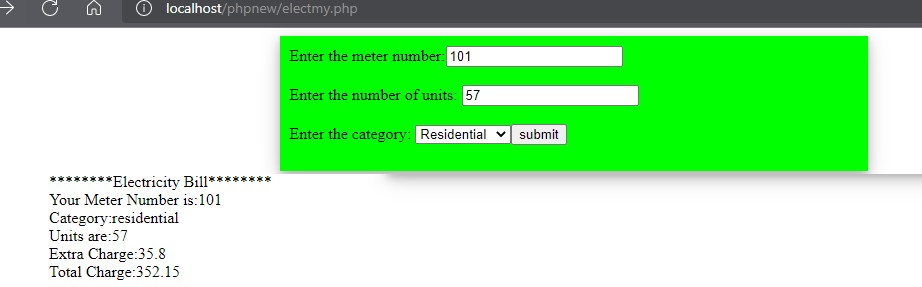 localhost/phpnew/electmy.php
Enter the meter number: 101
Enter the number of units: 57
Enter the category: Residential submit
********Electricity Bill********
Your Meter Number is:101
Category:residential
Units are:57
Extra Charge:35.8
Total Charge:352.15